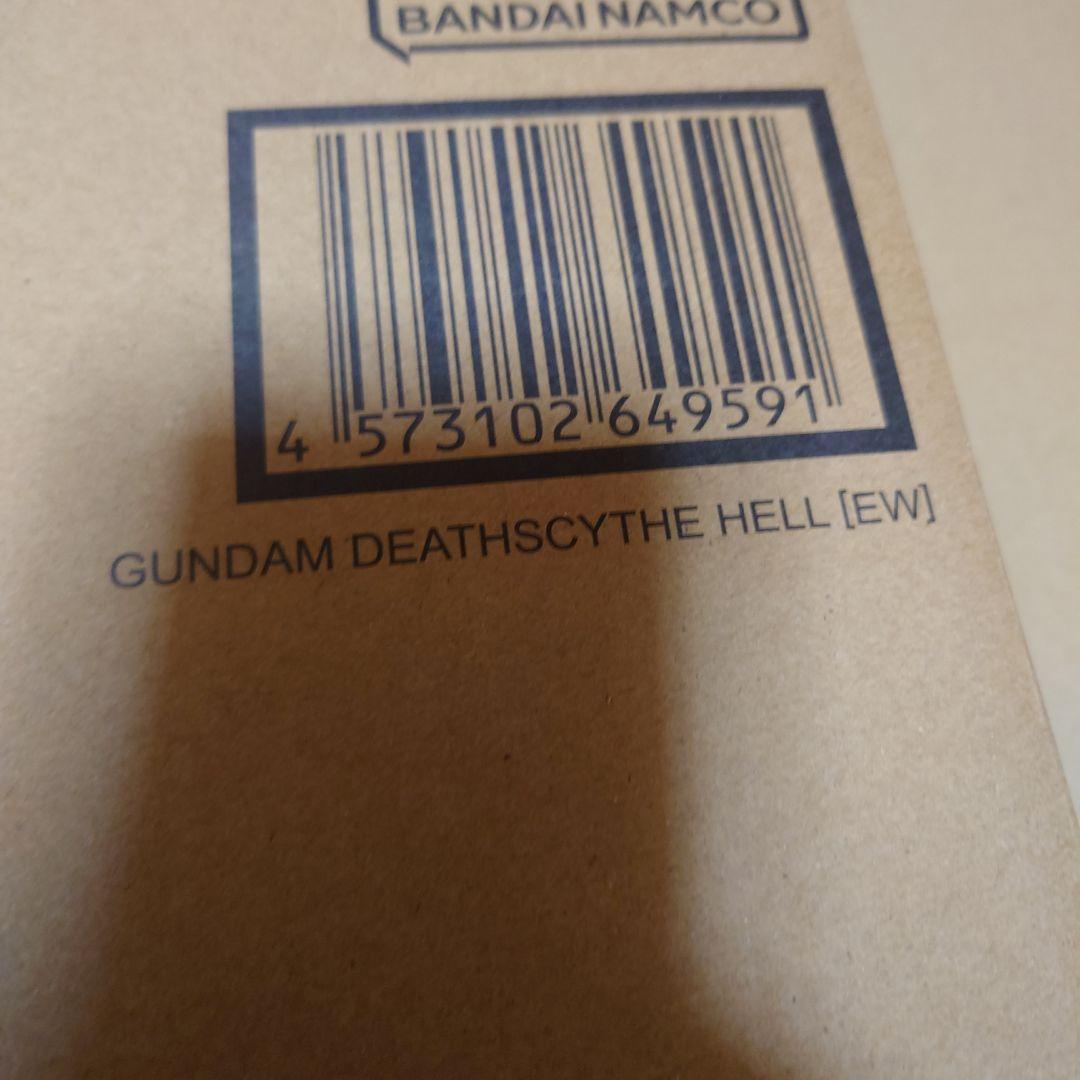 BANDAI NAMCO
4 573102 649591
GUNDAM DEATHSCYTHE HELL [EW]